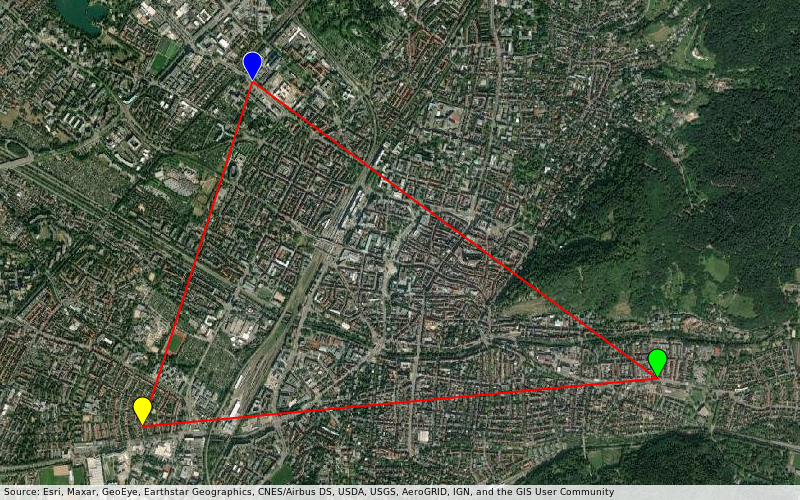 Source: Esri, Maxar, GeoEye, Earthstar Geographics, CNES/Airbus DS, USDA, USGS, AeroGRID, IGN, and the GIS User Community